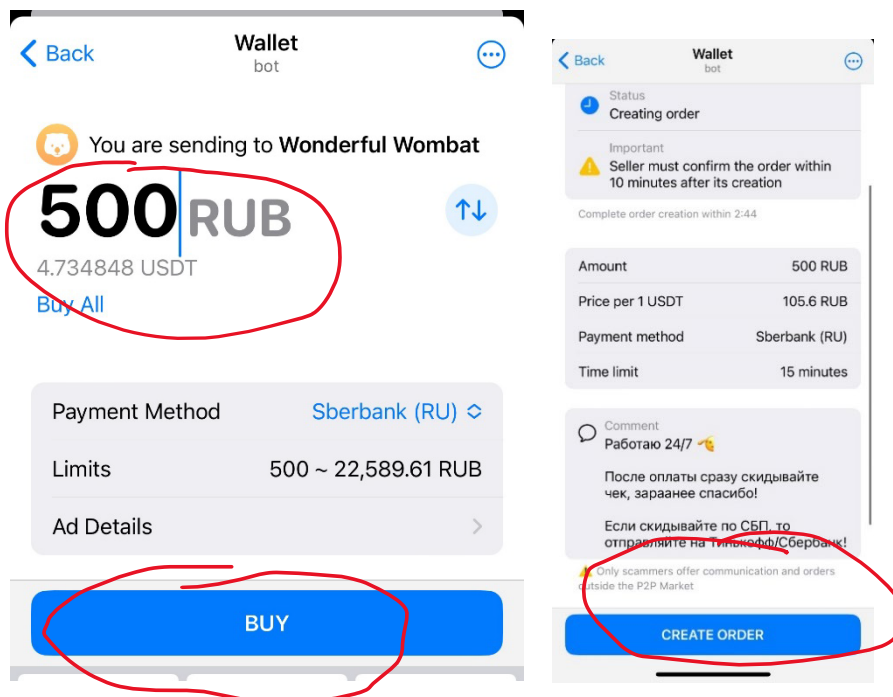 Back
Wallet
bot
You are sending to Wonderful Wombat
500 RUB
4.734848 USDT
Buy All
Payment Method Sberbank (RU)
Limits 500 ~ 22,589.61 RUB
Ad Details
BUY
Back
Wallet
bot
Status
Creating order
Important
Seller must confirm the order within
10 minutes after its creation
Complete order creation within 2:44
Amount 500 RUB
Price per 1 USDT 105.6 RUB
Payment method Sberbank (RU)
Time limit 15 minutes
Comment
Работаю 24/7
После оплаты сразу скидывайте
чек, зараанее спасибо!
Если скидывайте по СБП, то
отправляйте на Тинькофф/Сбербанк!
Only scammers offer communication and orders
outside the P2P Market
CREATE ORDER